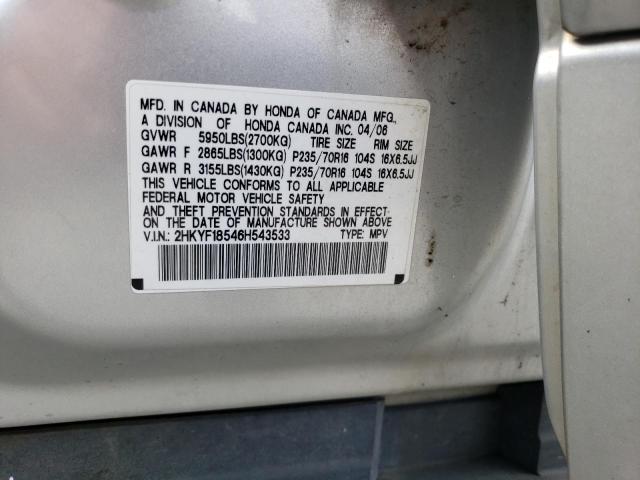 MFD. IN CANADA BY HONDA OF CANADA MFG.,
A DIVISION OF HONDA CANADA INC. 04/06
GVWR 5950LBS(2700KG) TIRE SIZE RIM SIZE
GAWR F 2865LBS(1300KG) P235/70R16 104S 16X6.5JJ
GAWR R 3155LBS(1430KG) P235/70R16 104S 16X6.5JJ
THIS VEHICLE CONFORMS TO ALL APPLICABLE
FEDERAL MOTOR VEHICLE SAFETY
AND THEFT PREVENTION STANDARDS IN EFFECT
ON THE DATE OF MANUFACTURE SHOWN ABOVE
V.I.N.: 2HKYF18546H543533 TYPE: MPV